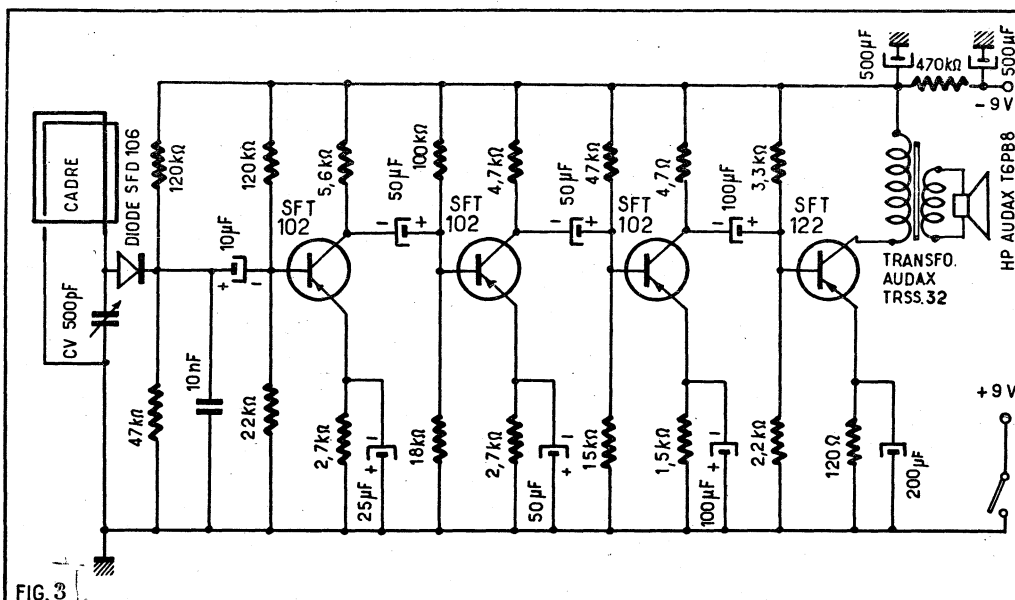 500µF
470kΩ
500µF
- 9V
CADRE
DIODE SFD 106
120kΩ
120kΩ
5,6kΩ
50µF
100kΩ
4,7kΩ
50µF
47kΩ
4,7Ω
100µF
3,3kΩ
HP AUDAX T6PB8
10µF
+ -
SFT
102
- +
SFT
102
- +
SFT
102
- +
SFT
122
TRANSFO.
AUDAX
TRSS.32
CV 500pF
47kΩ
10nF
22kΩ
2,7kΩ
25µF
+ -
18kΩ
2,7kΩ
50µF
+ -
15kΩ
1,5kΩ
100µF
+ -
2,2kΩ
120Ω
200µF
+9V
FIG. 3